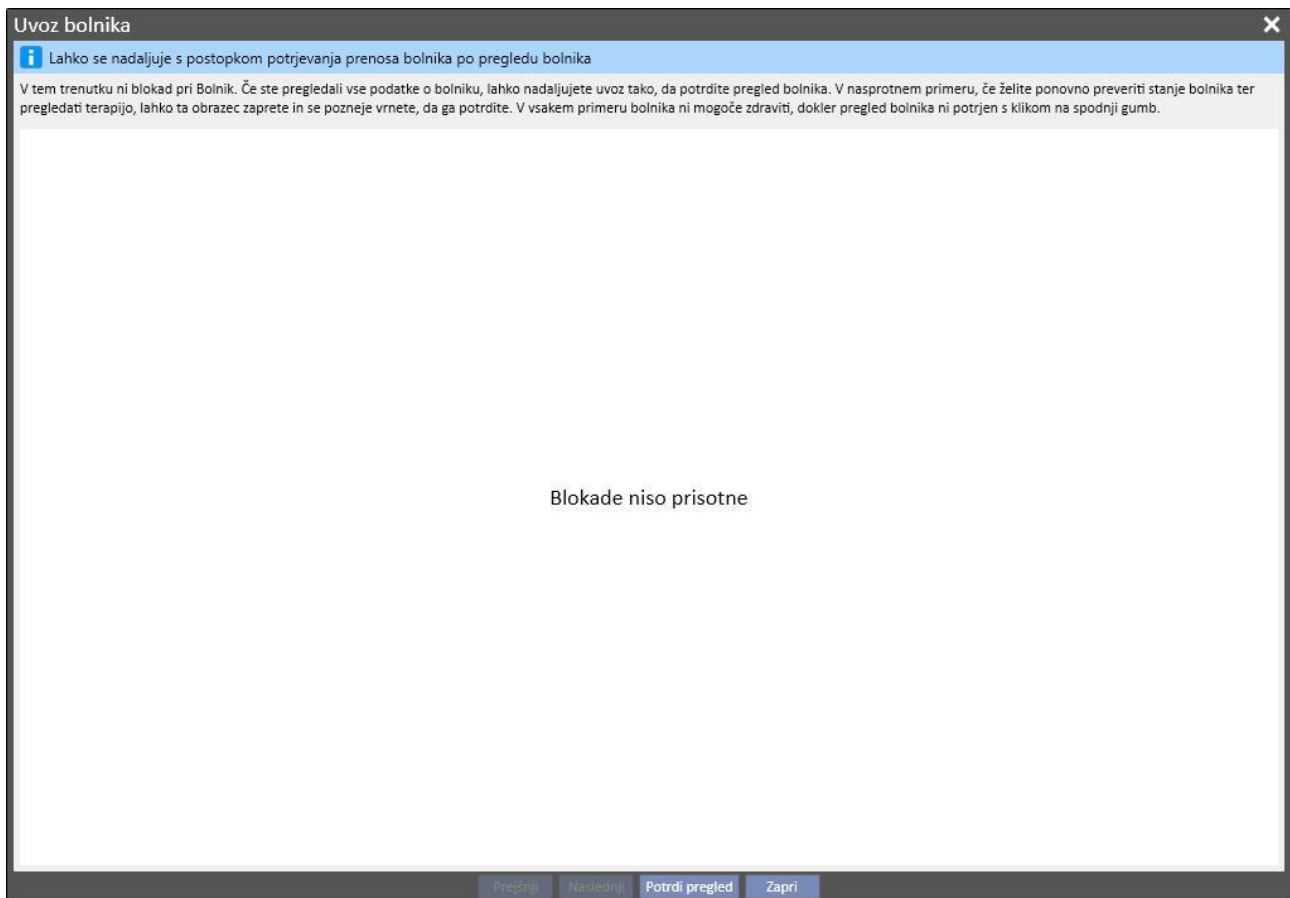 Uvoz bolnika
Lahko se nadaljuje s postopkom potrjevanja prenosa bolnika po pregledu bolnika
V tem trenutku ni blokad pri Bolnik. Če ste pregledali vse podatke o bolniku, lahko nadaljujete uvoz tako, da potrdite pregled bolnika. V nasprotnem primeru, če želite ponovno preveriti stanje bolnika ter
pregledati terapijo, lahko ta obrazec zaprete in se pozneje vrnete, da ga potrdite. V vsakem primeru bolnika ni mogoče zdraviti, dokler pregled bolnika ni potrjen s klikom na spodnji gumb.
Blokade niso prisotne
Prejšnji Naslednji Potrdi pregled Zapri